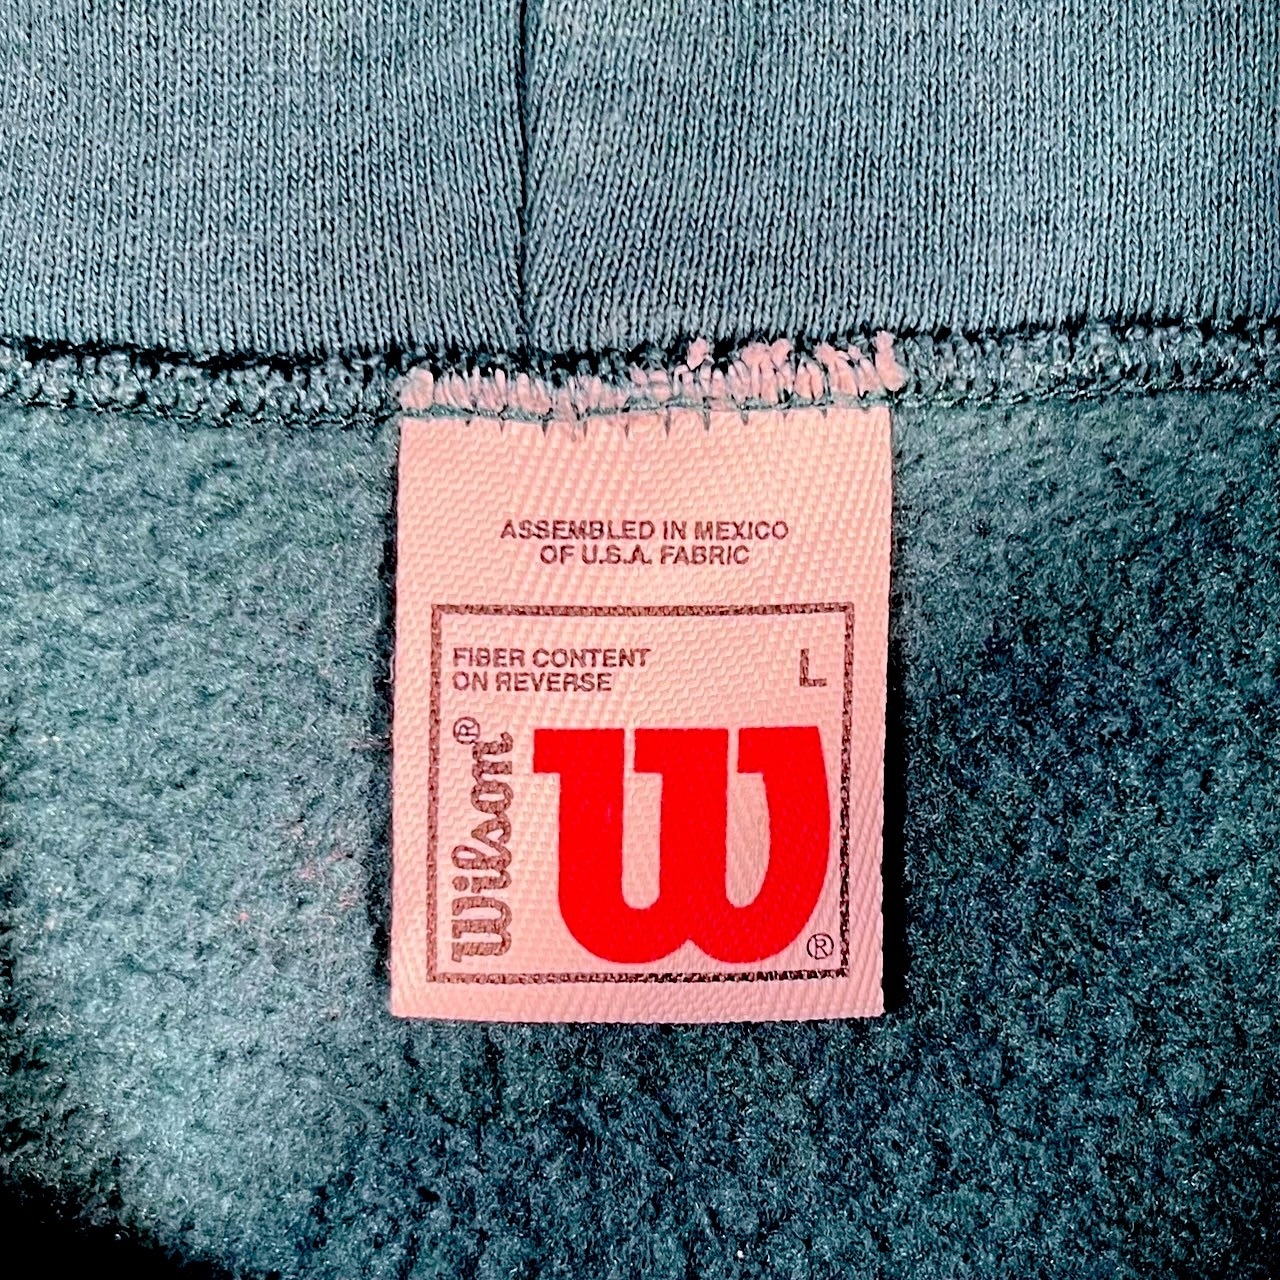 ASSEMBLED IN MEXICO
OF U.S.A. FABRIC
FIBER CONTENT
ON REVERSE
L
Wilson®
W®